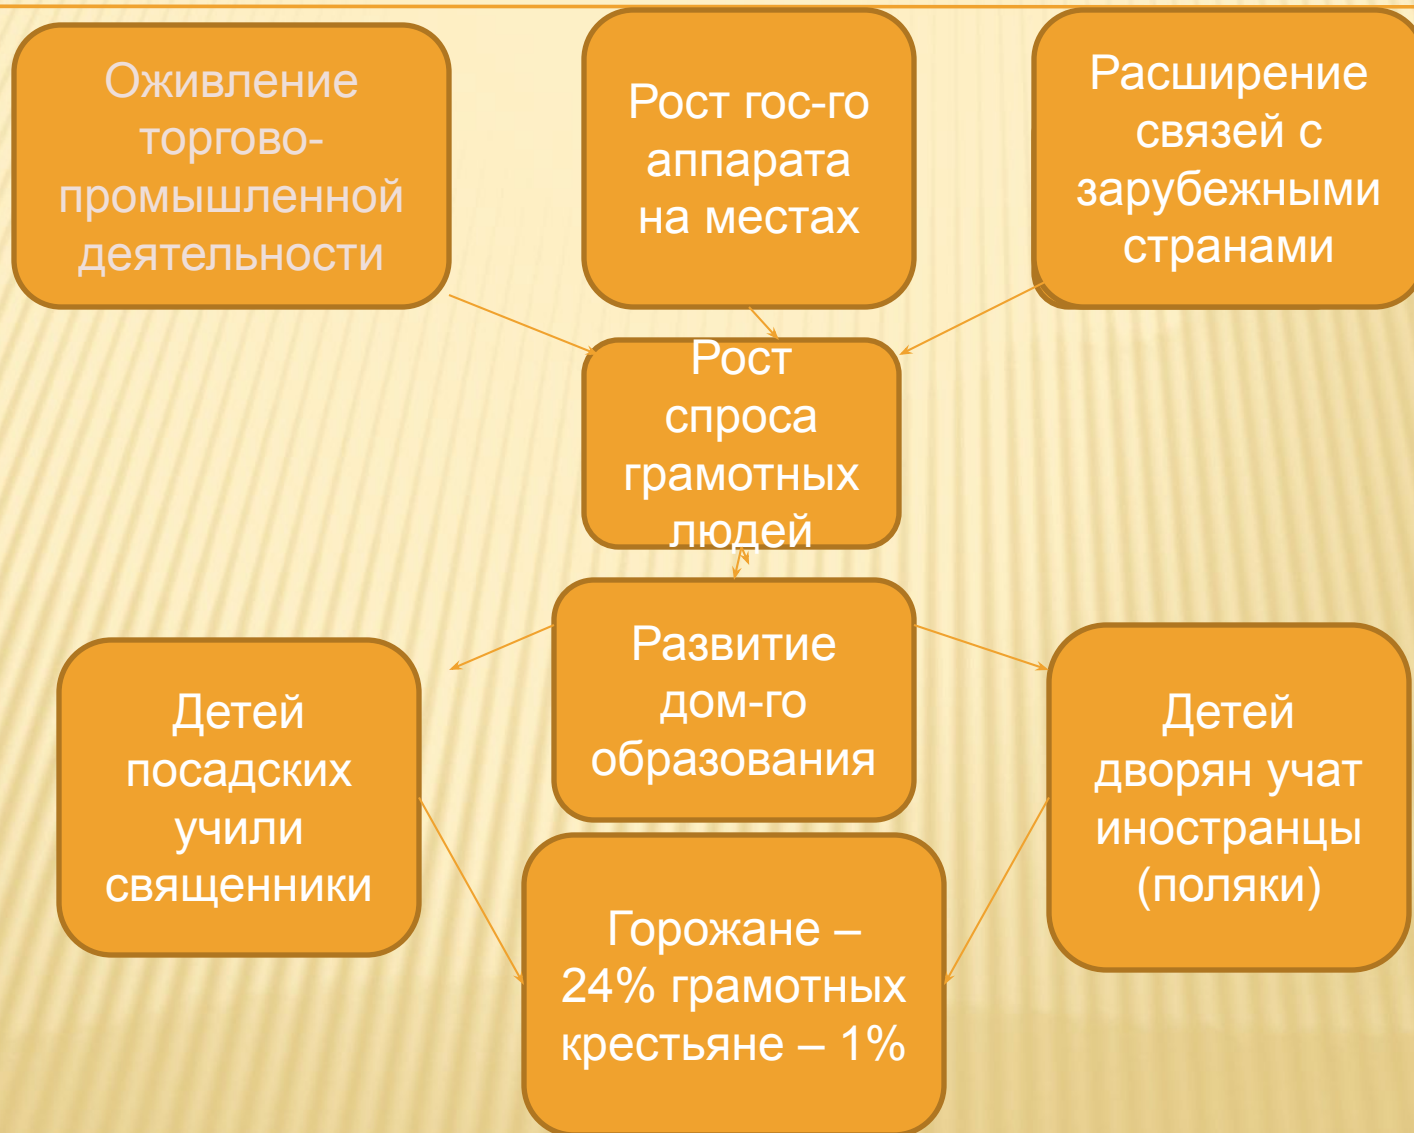 Оживление
торгово-
промышленной
деятельности
Рост гос-го
аппарата
на местах
Расширение
связей с
зарубежными
странами
Рост
спроса
грамотных
людей
Развитие
дом-го
образования
Детей
посадских
учили
священники
Детей
дворян учат
иностранцы
(поляки)
Горожане –
24% грамотных
крестьяне – 1%